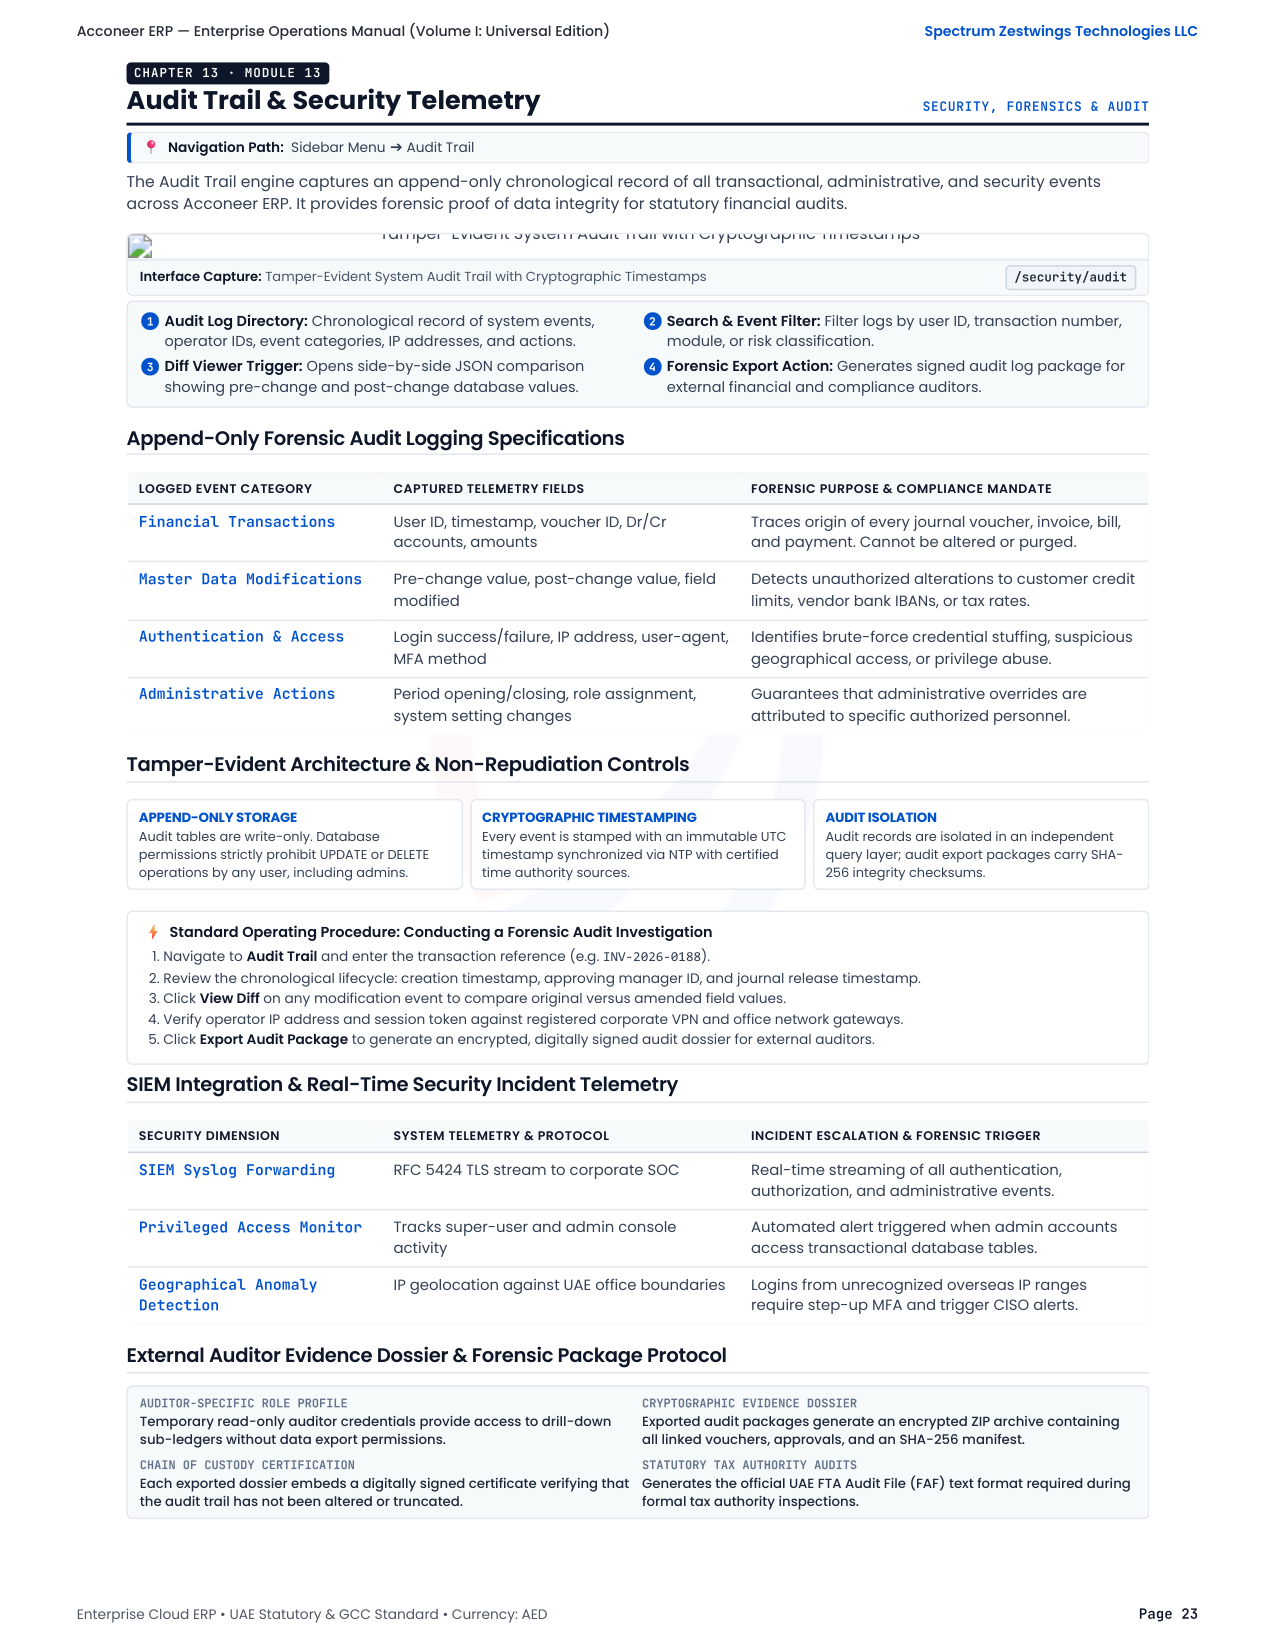 Acconeer ERP — Enterprise Operations Manual (Volume I: Universal Edition)
Spectrum Zestwings Technologies LLC
CHAPTER 13 · MODULE 13
Audit Trail & Security Telemetry
SECURITY, FORENSICS & AUDIT
Navigation Path: Sidebar Menu ➔ Audit Trail
The Audit Trail engine captures an append-only chronological record of all transactional, administrative, and security events
across Acconeer ERP. It provides forensic proof of data integrity for statutory financial audits.
Tamper-Evident System Audit Trail with Cryptographic Timestamps
Interface Capture: Tamper-Evident System Audit Trail with Cryptographic Timestamps
/security/audit
1 Audit Log Directory: Chronological record of system events,
operator IDs, event categories, IP addresses, and actions.
2 Search & Event Filter: Filter logs by user ID, transaction number,
module, or risk classification.
3 Diff Viewer Trigger: Opens side-by-side JSON comparison
showing pre-change and post-change database values.
4 Forensic Export Action: Generates signed audit log package for
external financial and compliance auditors.
Append-Only Forensic Audit Logging Specifications
LOGGED EVENT CATEGORY
CAPTURED TELEMETRY FIELDS
FORENSIC PURPOSE & COMPLIANCE MANDATE
Financial Transactions
User ID, timestamp, voucher ID, Dr/Cr
accounts, amounts
Traces origin of every journal voucher, invoice, bill,
and payment. Cannot be altered or purged.
Master Data Modifications
Pre-change value, post-change value, field
modified
Detects unauthorized alterations to customer credit
limits, vendor bank IBANs, or tax rates.
Authentication & Access
Login success/failure, IP address, user-agent,
MFA method
Identifies brute-force credential stuffing, suspicious
geographical access, or privilege abuse.
Administrative Actions
Period opening/closing, role assignment,
system setting changes
Guarantees that administrative overrides are
attributed to specific authorized personnel.
Tamper-Evident Architecture & Non-Repudiation Controls
APPEND-ONLY STORAGE
Audit tables are write-only. Database
permissions strictly prohibit UPDATE or DELETE
operations by any user, including admins.
CRYPTOGRAPHIC TIMESTAMPING
Every event is stamped with an immutable UTC
timestamp synchronized via NTP with certified
time authority sources.
AUDIT ISOLATION
Audit records are isolated in an independent
query layer; audit export packages carry SHA-
256 integrity checksums.
Standard Operating Procedure: Conducting a Forensic Audit Investigation
1. Navigate to Audit Trail and enter the transaction reference (e.g. INV-2026-0188).
2. Review the chronological lifecycle: creation timestamp, approving manager ID, and journal release timestamp.
3. Click View Diff on any modification event to compare original versus amended field values.
4. Verify operator IP address and session token against registered corporate VPN and office network gateways.
5. Click Export Audit Package to generate an encrypted, digitally signed audit dossier for external auditors.
SIEM Integration & Real-Time Security Incident Telemetry
SECURITY DIMENSION
SYSTEM TELEMETRY & PROTOCOL
INCIDENT ESCALATION & FORENSIC TRIGGER
SIEM Syslog Forwarding
RFC 5424 TLS stream to corporate SOC
Real-time streaming of all authentication,
authorization, and administrative events.
Privileged Access Monitor
Tracks super-user and admin console
activity
Automated alert triggered when admin accounts
access transactional database tables.
Geographical Anomaly
Detection
IP geolocation against UAE office boundaries
Logins from unrecognized overseas IP ranges
require step-up MFA and trigger CISO alerts.
External Auditor Evidence Dossier & Forensic Package Protocol
AUDITOR-SPECIFIC ROLE PROFILE
Temporary read-only auditor credentials provide access to drill-down
sub-ledgers without data export permissions.
CRYPTOGRAPHIC EVIDENCE DOSSIER
Exported audit packages generate an encrypted ZIP archive containing
all linked vouchers, approvals, and an SHA-256 manifest.
CHAIN OF CUSTODY CERTIFICATION
Each exported dossier embeds a digitally signed certificate verifying that
the audit trail has not been altered or truncated.
STATUTORY TAX AUTHORITY AUDITS
Generates the official UAE FTA Audit File (FAF) text format required during
formal tax authority inspections.
Enterprise Cloud ERP • UAE Statutory & GCC Standard • Currency: AED
Page 23